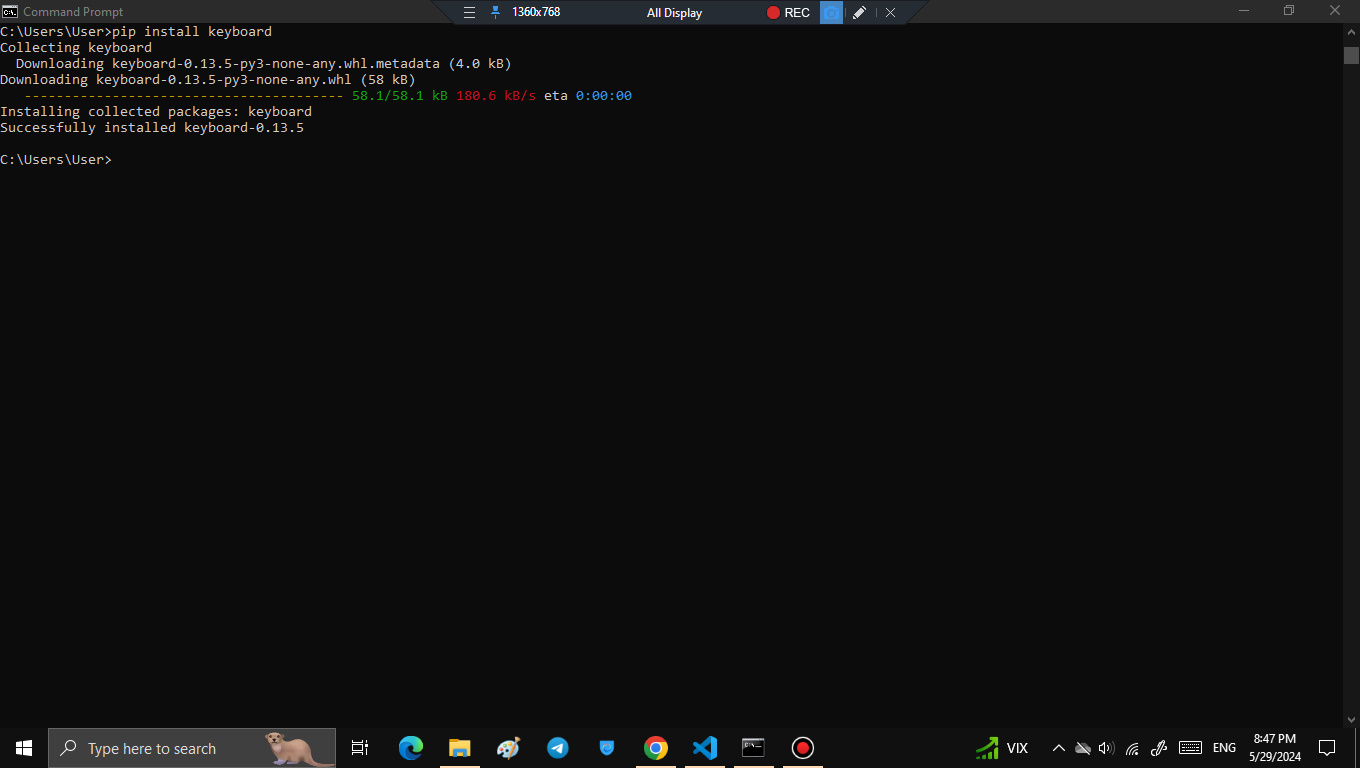 Command Prompt
1360x768
All Display
REC
C:\Users\User>pip install keyboard
Collecting keyboard
Downloading keyboard-0.13.5-py3-none-any.whl.metadata (4.0 kB)
Downloading keyboard-0.13.5-py3-none-any.whl (58 kB)
---------------------------------------- 58.1/58.1 kB 180.6 kB/s eta 0:00:00
Installing collected packages: keyboard
Successfully installed keyboard-0.13.5
C:\Users\User>
Type here to search
VIX
ENG
8:47 PM
5/29/2024